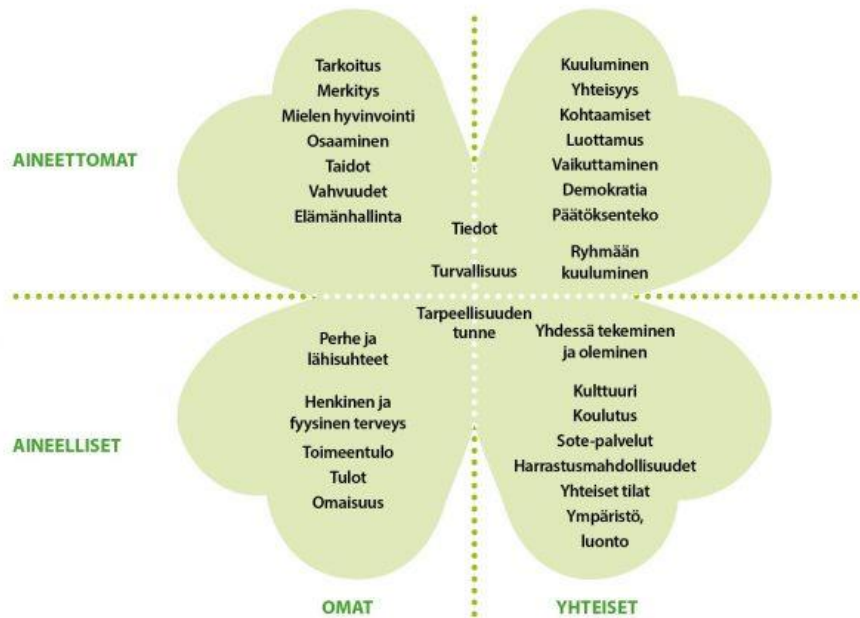 Tarkoitus
Merkitys
Mielen hyvinvointi
Osaaminen
Taidot
Vahvuudet
Elämänhallinta
Kuuluminen
Yhteisyys
Kohtaamiset
Luottamus
Vaikuttaminen
Demokratia
Päätöksenteko
Ryhmään
kuuluminen
AINEETTOMAT
Tiedot
Turvallisuus
Tarpeellisuuden
tunne
Perhe ja
lähisuhteet
Henkinen ja
fyysinen terveys
Toimeentulo
Tulot
Omaisuus
Yhdessä tekeminen
ja oleminen
Kulttuuri
Koulutus
Sote-palvelut
Harrastusmahdollisuudet
Yhteiset tilat
Ympäristö,
luonto
AINEELLISET
OMAT
YHTEISET